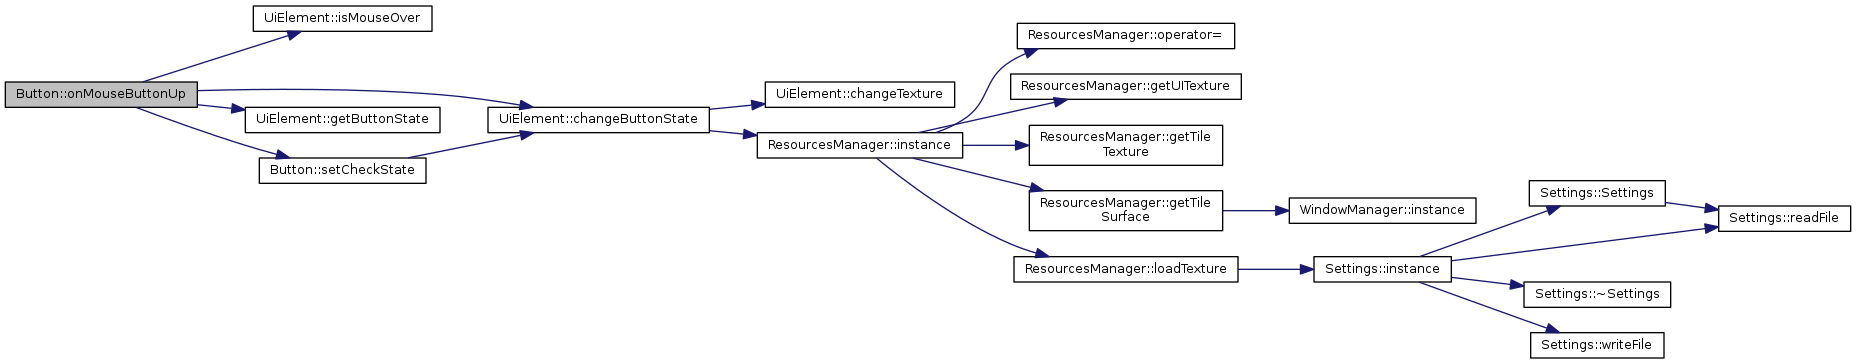 Button::onMouseButtonUp
UiElement::isMouseOver
UiElement::getButtonState
Button::setCheckState
UiElement::changeButtonState
UiElement::changeTexture
ResourcesManager::instance
ResourcesManager::operator=
ResourcesManager::getUITexture
ResourcesManager::getTile
Texture
ResourcesManager::getTile
Surface
ResourcesManager::loadTexture
WindowManager::instance
Settings::instance
Settings::Settings
Settings::readFile
Settings::~Settings
Settings::writeFile